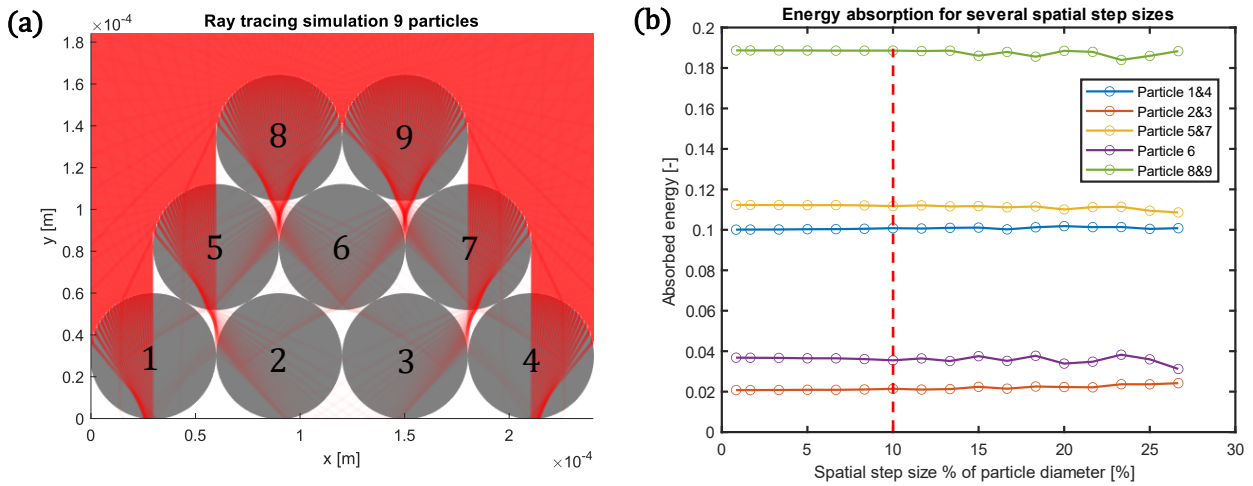 (a)
Ray tracing simulation 9 particles
×10⁻⁴
1.8
1.6
1.4
1.2
1
0.8
0.6
0.4
0.2
0
y [m]
8 9
5 6 7
1 2 3 4
0 0.5 1 1.5 2
x [m]
×10⁻⁴
(b)
Energy absorption for several spatial step sizes
0.2
0.18
0.16
0.14
0.12
0.1
0.08
0.06
0.04
0.02
0
Absorbed energy [-]
Particle 1&4
Particle 2&3
Particle 5&7
Particle 6
Particle 8&9
0 5 10 15 20 25 30
Spatial step size % of particle diameter [%]